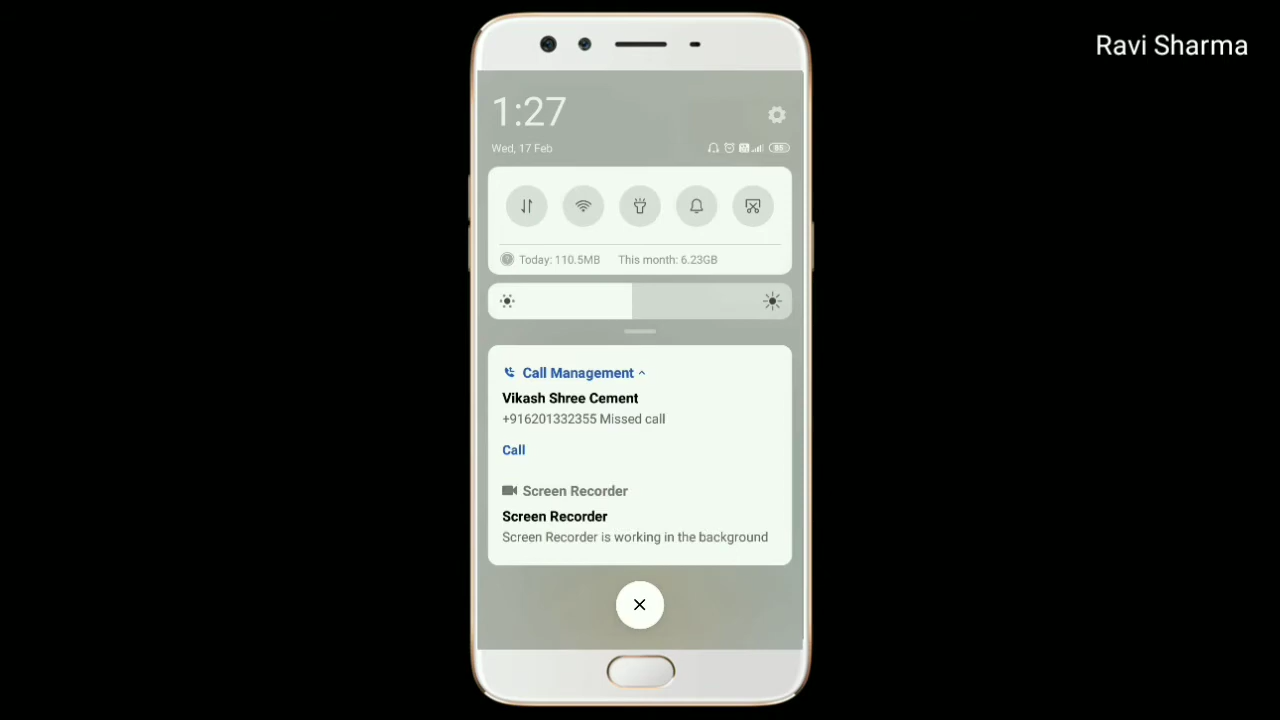 Ravi Sharma
1:27
Wed, 17 Feb
Today: 110.5MB This month: 6.23GB
Call Management
Vikash Shree Cement
+916201332355 Missed call
Call
Screen Recorder
Screen Recorder
Screen Recorder is working in the background